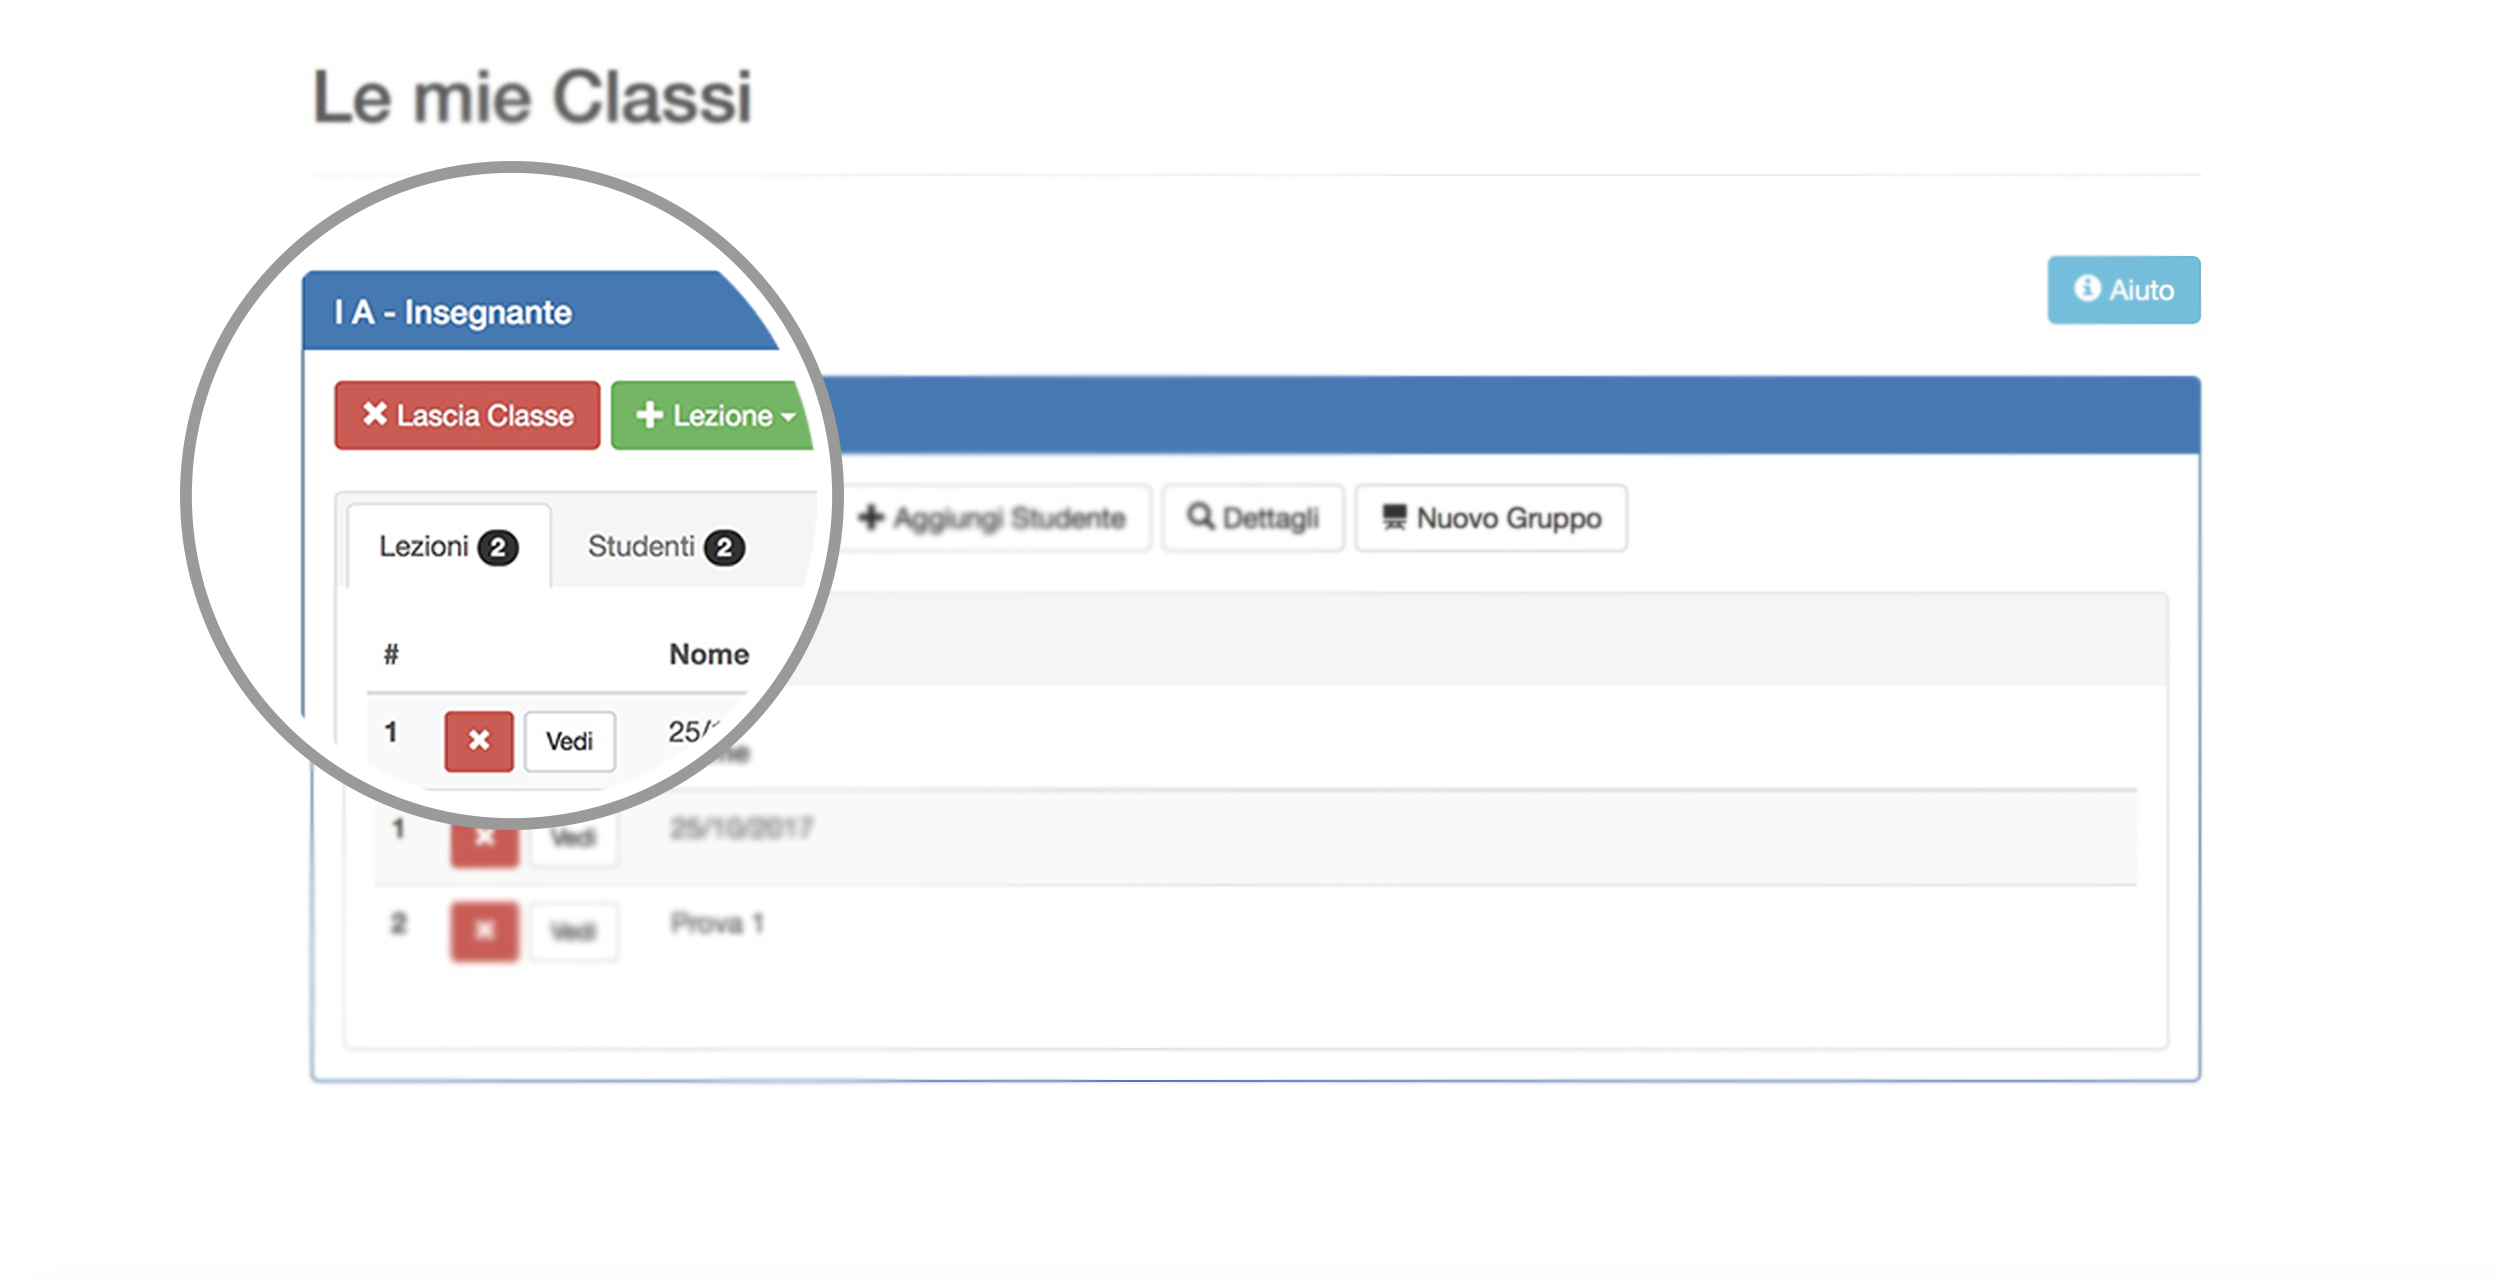 Le mie Classi
Aiuto
I A - Insegnante
Lascia Classe Lezione
Aggiungi Studente Dettagli Nuovo Gruppo
Lezioni 2 Studenti 2
# Nome
1 Vedi 25/
1 Vedi 25/10/2017
2 Vedi Prova 1